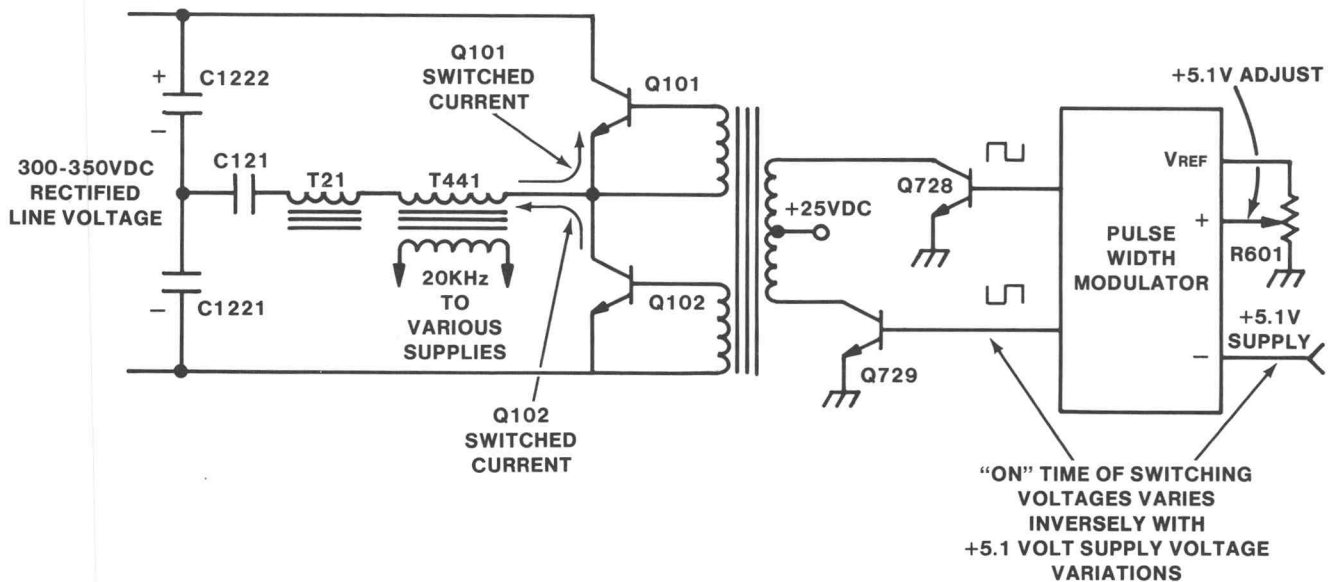 Q101
SWITCHED
CURRENT
+ C1222
−
Q101
300-350VDC
RECTIFIED
LINE VOLTAGE
C121
T21
T441
20KHz
TO
VARIOUS
SUPPLIES
− C1221
Q102
Q102
SWITCHED
CURRENT
+25VDC
Q728
Q729
+5.1V ADJUST
VREF
+
R601
PULSE
WIDTH
MODULATOR
+5.1V
SUPPLY
−
“ON” TIME OF SWITCHING
VOLTAGES VARIES
INVERSELY WITH
+5.1 VOLT SUPPLY VOLTAGE
VARIATIONS